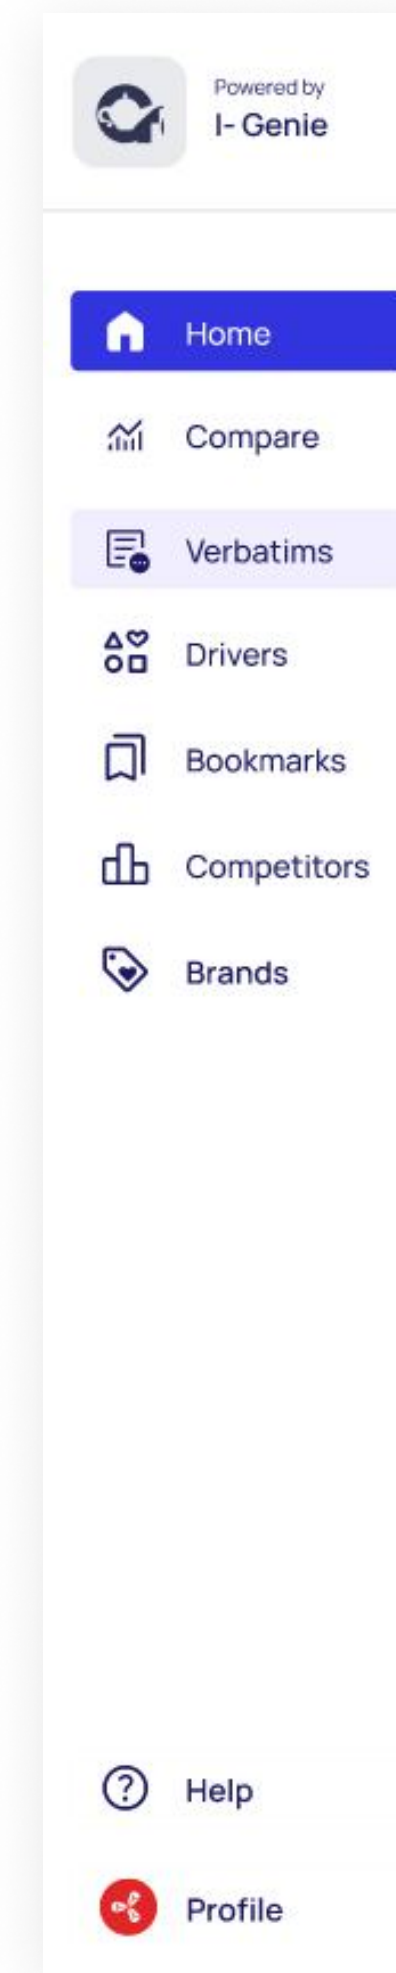 Powered by
I- Genie
Home
Compare
Verbatims
Drivers
Bookmarks
Competitors
Brands
Help
Profile